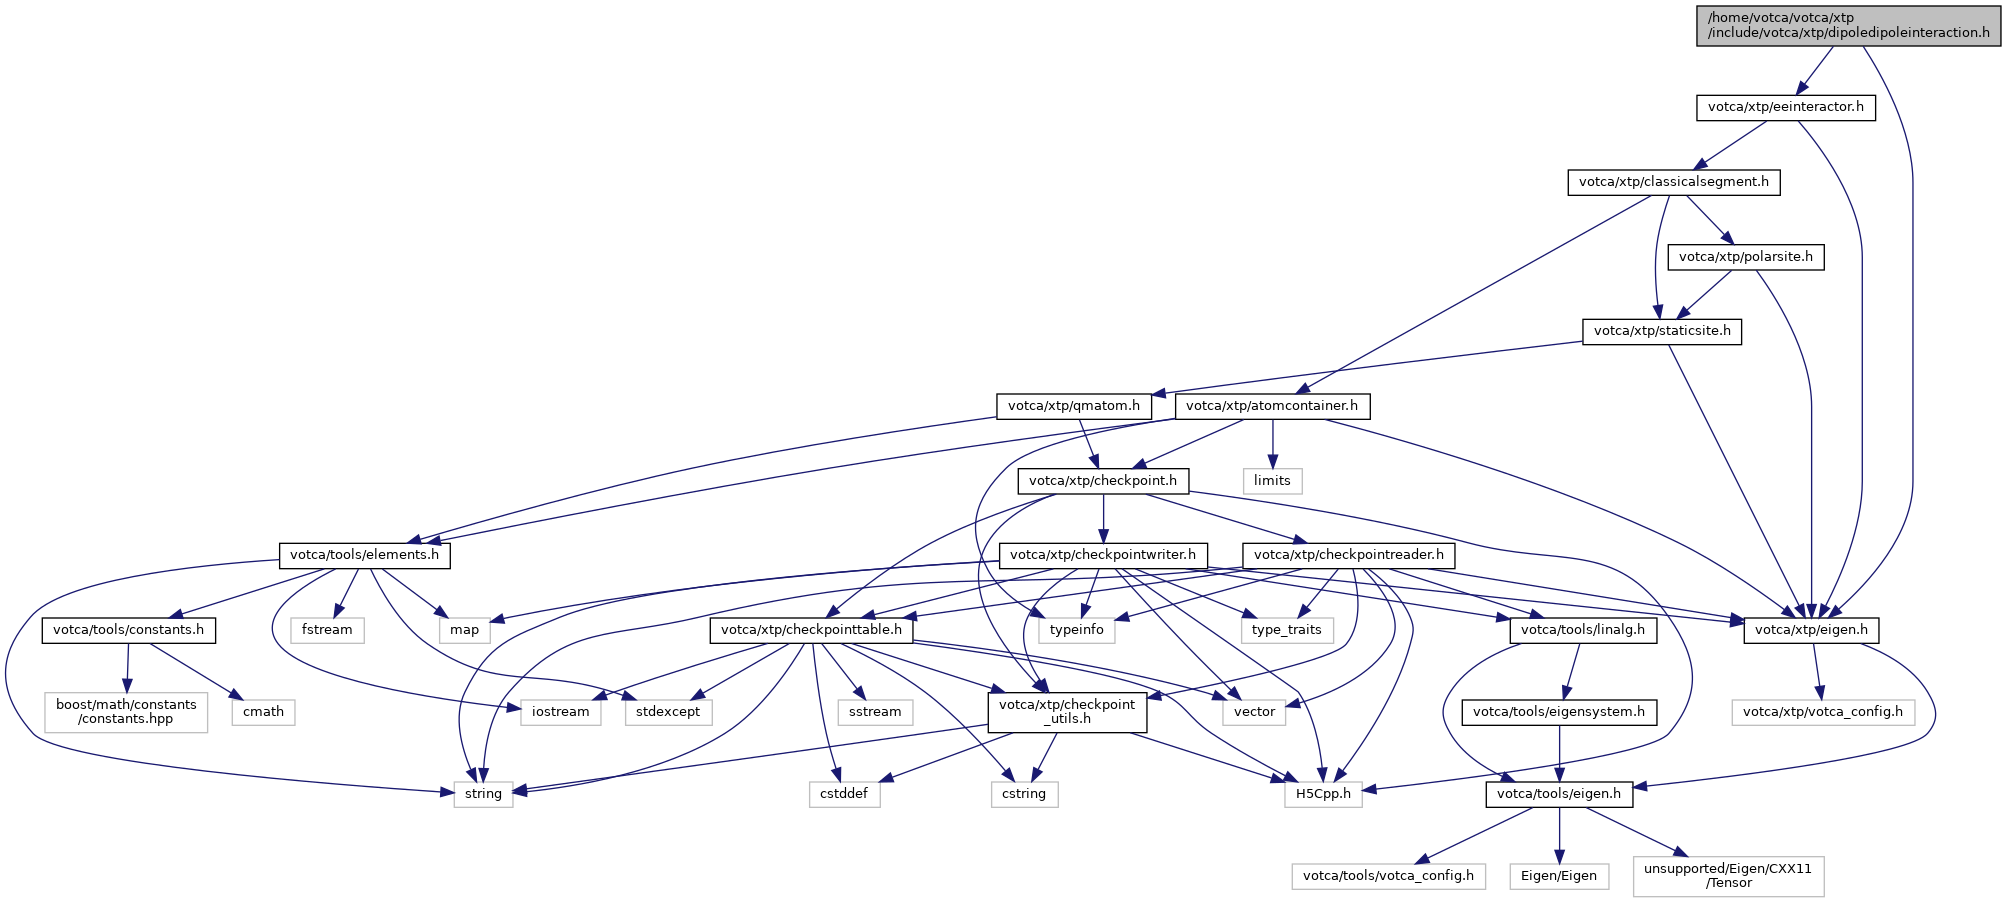 /home/votca/votca/xtp
/include/votca/xtp/dipoledipoleinteraction.h
votca/xtp/eeinteractor.h
votca/xtp/classicalsegment.h
votca/xtp/polarsite.h
votca/xtp/staticsite.h
votca/xtp/qmatom.h
votca/xtp/atomcontainer.h
votca/xtp/checkpoint.h
limits
votca/tools/elements.h
votca/xtp/checkpointwriter.h
votca/xtp/checkpointreader.h
votca/tools/constants.h
fstream
map
votca/xtp/checkpointtable.h
typeinfo
type_traits
votca/tools/linalg.h
votca/xtp/eigen.h
boost/math/constants
/constants.hpp
cmath
iostream
stdexcept
sstream
votca/xtp/checkpoint
_utils.h
vector
votca/tools/eigensystem.h
votca/xtp/votca_config.h
string
cstddef
cstring
H5Cpp.h
votca/tools/eigen.h
votca/tools/votca_config.h
Eigen/Eigen
unsupported/Eigen/CXX11
/Tensor